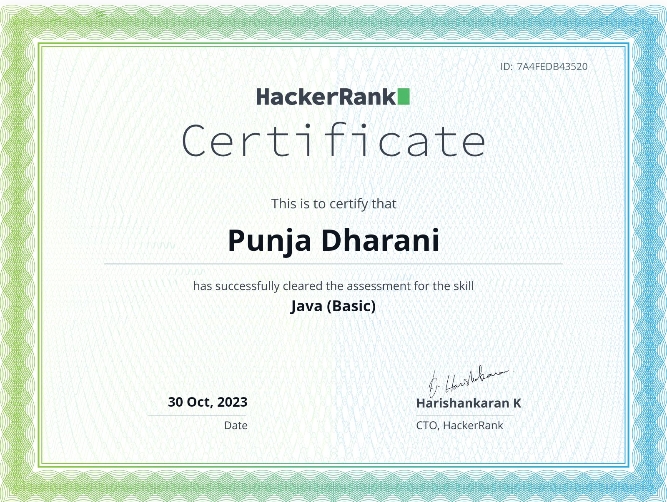 ID: 7A4FEDB43520
HackerRank
Certificate
This is to certify that
Punja Dharani
has successfully cleared the assessment for the skill
Java (Basic)
30 Oct, 2023
Date
Harishankaran K
CTO, HackerRank